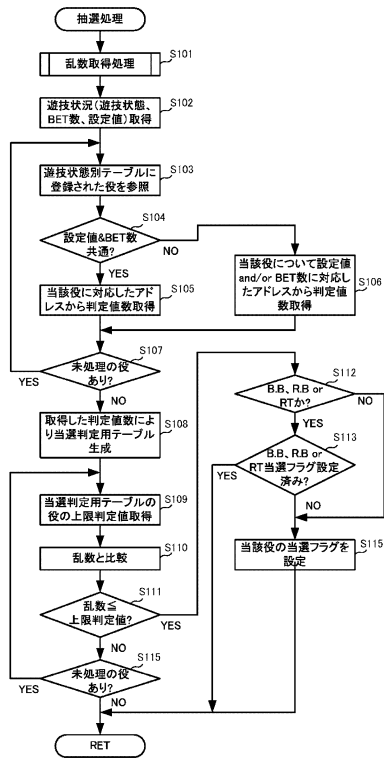 抽選処理
乱数取得処理
S101
遊技状況(遊技状態、
BET数、設定値)取得
S102
遊技状態別テーブルに
登録された役を参照
S103
設定値&BET数
共通?
S104
NO
YES
当該役に対応したアド
レスから判定値数取得
S105
当該役について設定値
and/or BET数に対応し
たアドレスから判定値
数取得
S106
未処理の役
あり?
S107
YES
NO
取得した判定値数によ
り当選判定用テーブル
生成
S108
当選判定用テーブルの
役の上限判定値取得
S109
乱数と比較
S110
乱数≦
上限判定値?
S111
YES
NO
未処理の役
あり?
S115
YES
NO
RET
B.B、R.B or
RTか?
S112
NO
YES
B.B、R.B or
RT当選フラグ設定
済み?
S113
YES
NO
当該役の当選フラグを
設定
S115